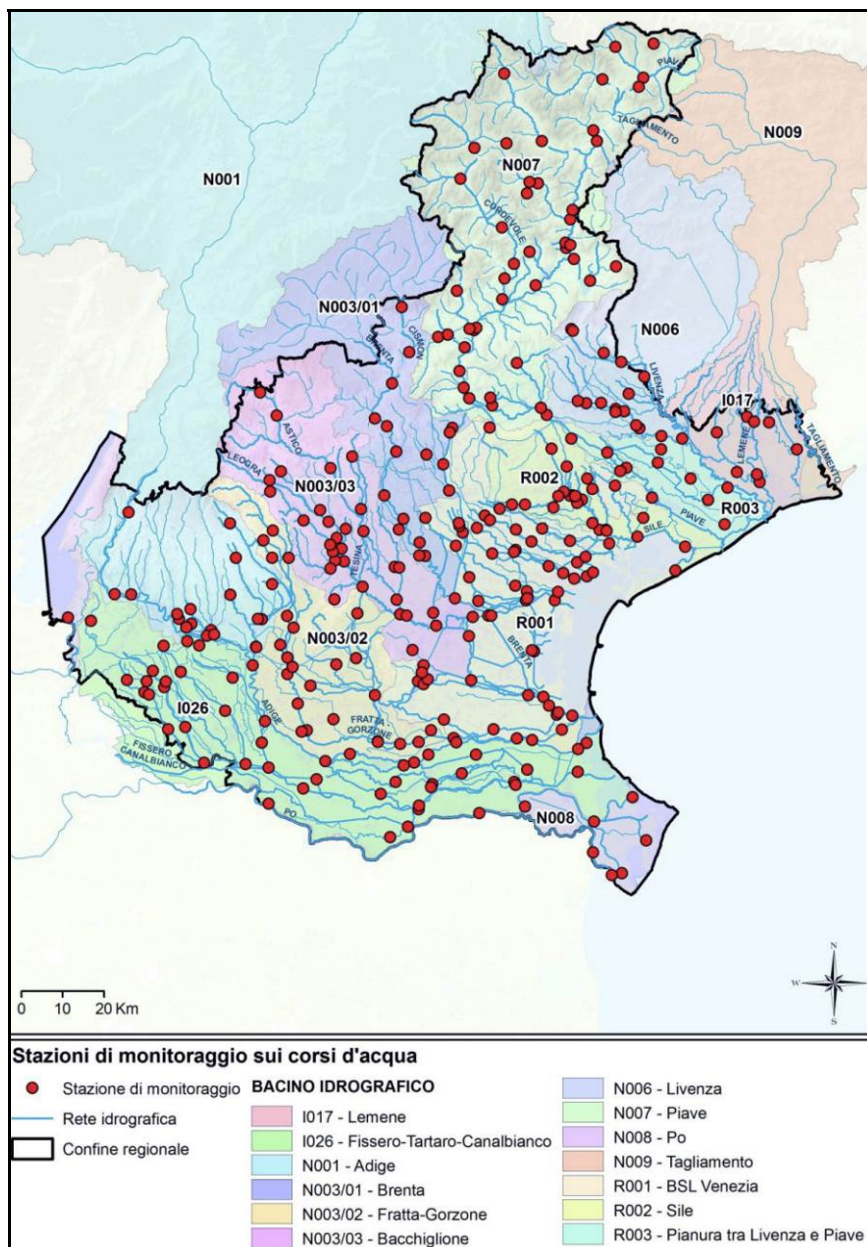 PIAVE
TAGLIAMENTO
N009
N001
N007
CORDEVOLE
N003/01
CISMON
BRENTA
N006
LIVENZA
I017
LEMENE
TAGLIAMENTO
ASTICO
LEOGRA
N003/03
R002
R003
PIAVE
SILE
TESINA
R001
BRENTA
N003/02
I026
ADIGE
FRATTA -
GORZONE
FISSERO
CANALBIANCO
PO
N008
N
W
E
S
0 10 20 Km
Stazioni di monitoraggio sui corsi d'acqua
Stazione di monitoraggio
Rete idrografica
Confine regionale
BACINO IDROGRAFICO
I017 - Lemene
I026 - Fissero-Tartaro-Canalbianco
N001 - Adige
N003/01 - Brenta
N003/02 - Fratta-Gorzone
N003/03 - Bacchiglione
N006 - Livenza
N007 - Piave
N008 - Po
N009 - Tagliamento
R001 - BSL Venezia
R002 - Sile
R003 - Pianura tra Livenza e Piave